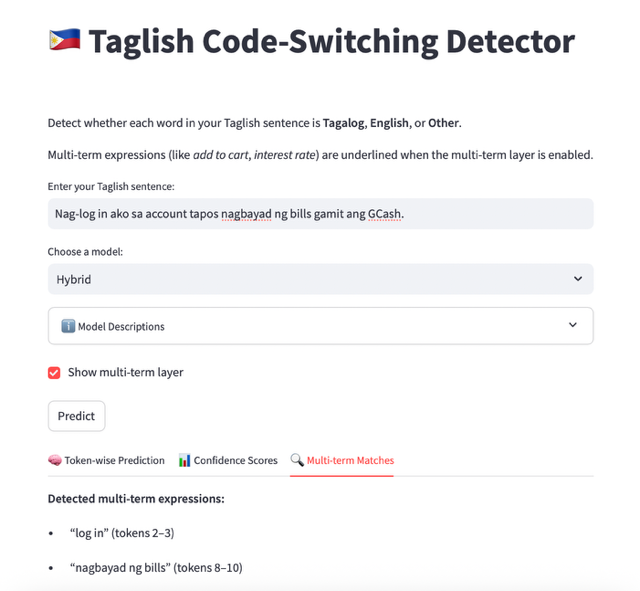 🇵🇭 Taglish Code-Switching Detector
Detect whether each word in your Taglish sentence is Tagalog, English, or Other.
Multi-term expressions (like add to cart, interest rate) are underlined when the multi-term layer is enabled.
Enter your Taglish sentence:
Nag-log in ako sa account tapos nagbayad ng bills gamit ang GCash.
Choose a model:
Hybrid
ℹ️ Model Descriptions
Show multi-term layer
Predict
🧠 Token-wise Prediction 📊 Confidence Scores 🔍 Multi-term Matches
Detected multi-term expressions:
• “log in” (tokens 2–3)
• “nagbayad ng bills” (tokens 8–10)